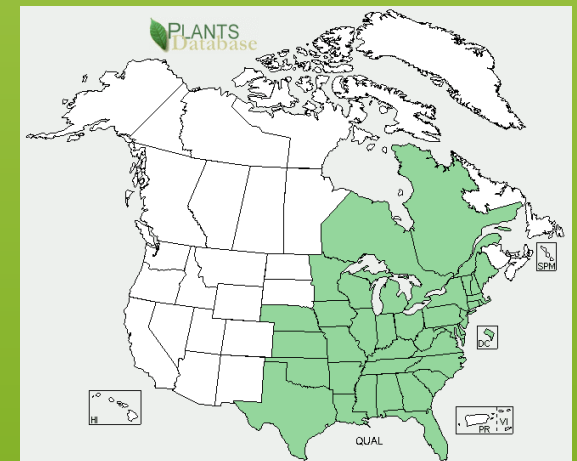 PLANTS
Database
SPM
DC
HI
PR
VI
QUAL